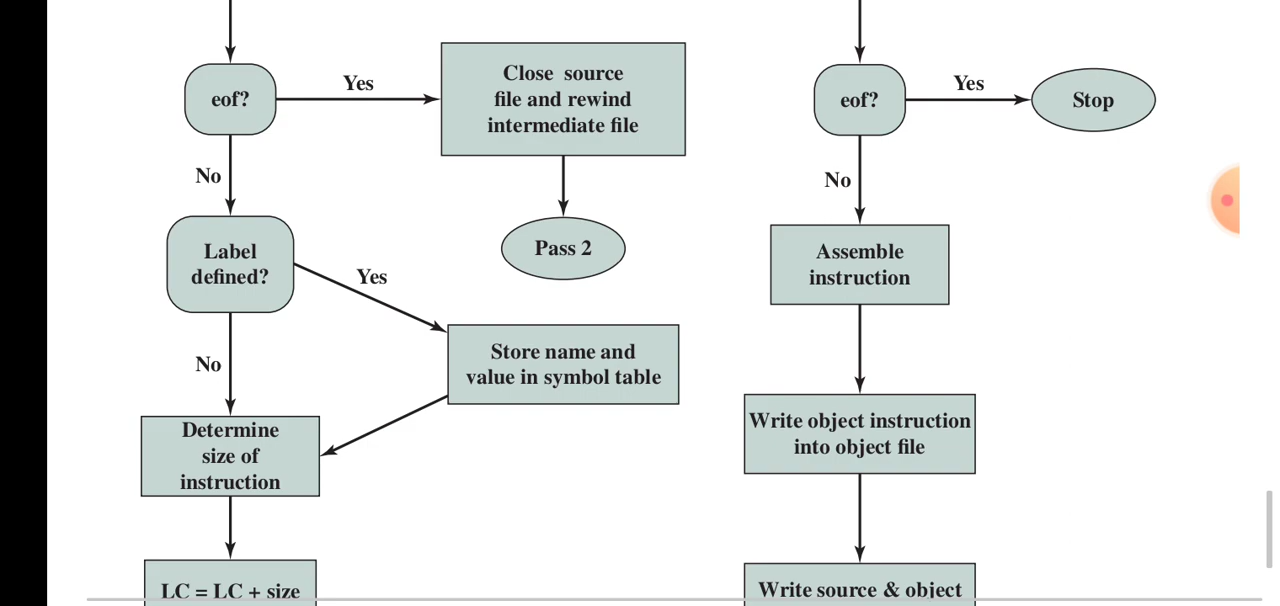 eof?
Yes
Close source
file and rewind
intermediate file
No
Pass 2
Label
defined?
Yes
No
Store name and
value in symbol table
Determine
size of
instruction
LC = LC + size
eof?
Yes
Stop
No
Assemble
instruction
Write object instruction
into object file
Write source & object